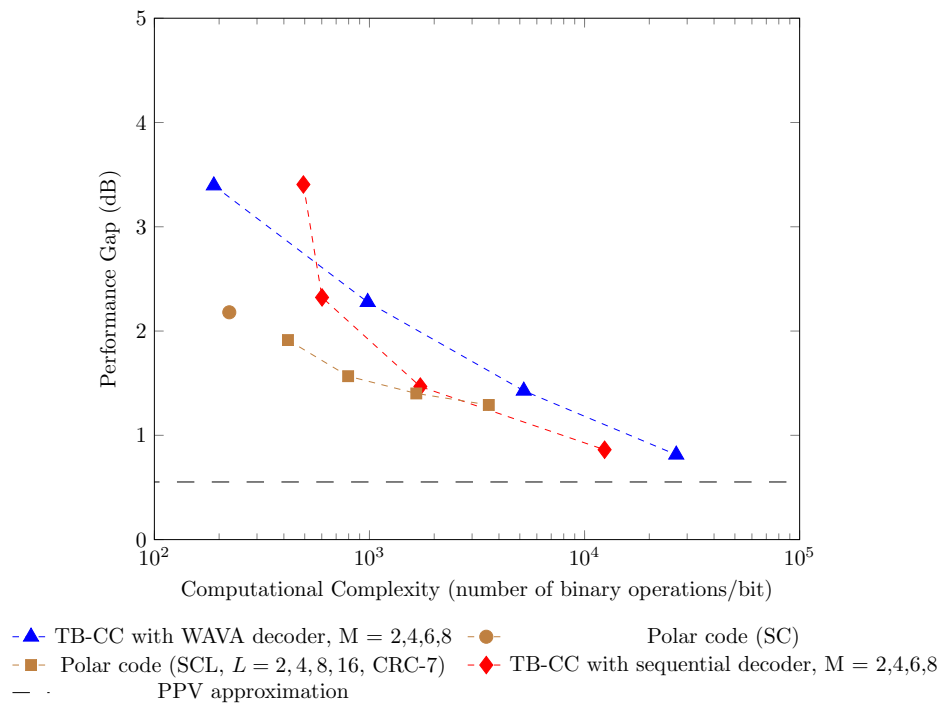 5
4
3
2
1
0
10^2
10^3
10^4
10^5
Performance Gap (dB)
Computational Complexity (number of binary operations/bit)
TB-CC with WAVA decoder, M = 2,4,6,8
Polar code (SC)
Polar code (SCL, L = 2, 4, 8, 16, CRC-7)
TB-CC with sequential decoder, M = 2,4,6,8
PPV approximation